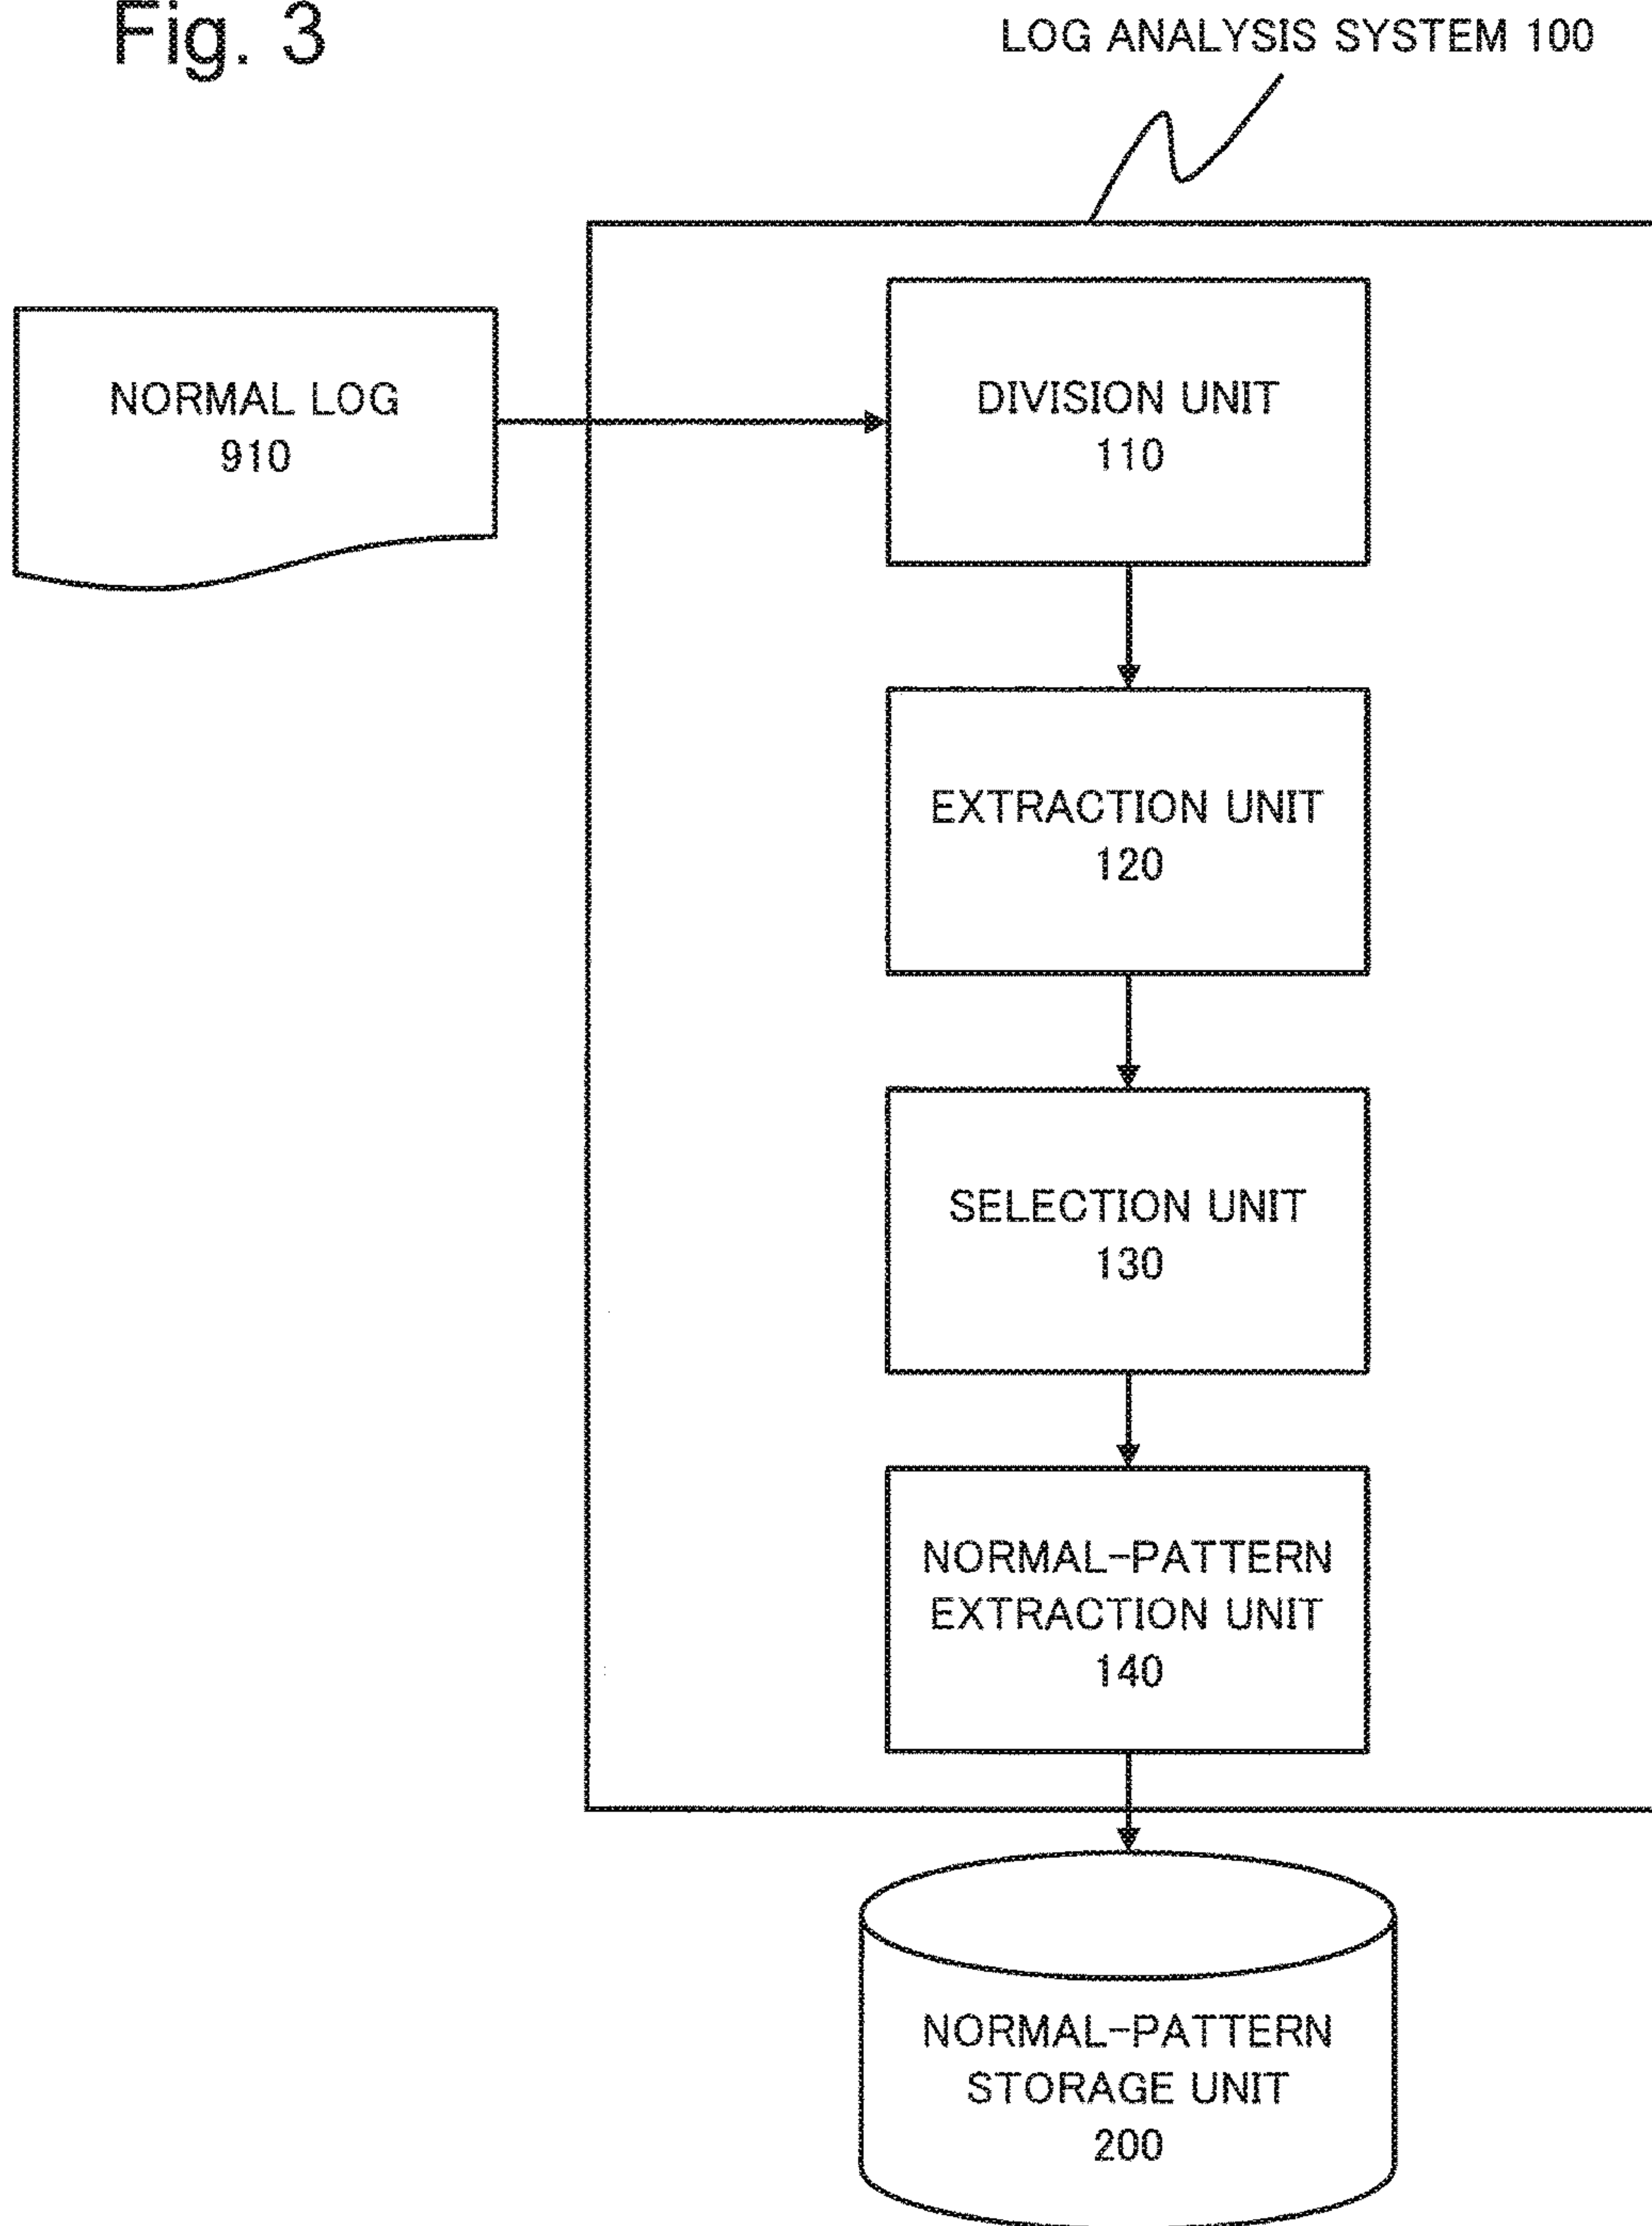 Fig. 3
LOG ANALYSIS SYSTEM 100
NORMAL LOG
910
DIVISION UNIT
110
EXTRACTION UNIT
120
SELECTION UNIT
130
NORMAL-PATTERN
EXTRACTION UNIT
140
NORMAL-PATTERN
STORAGE UNIT
200